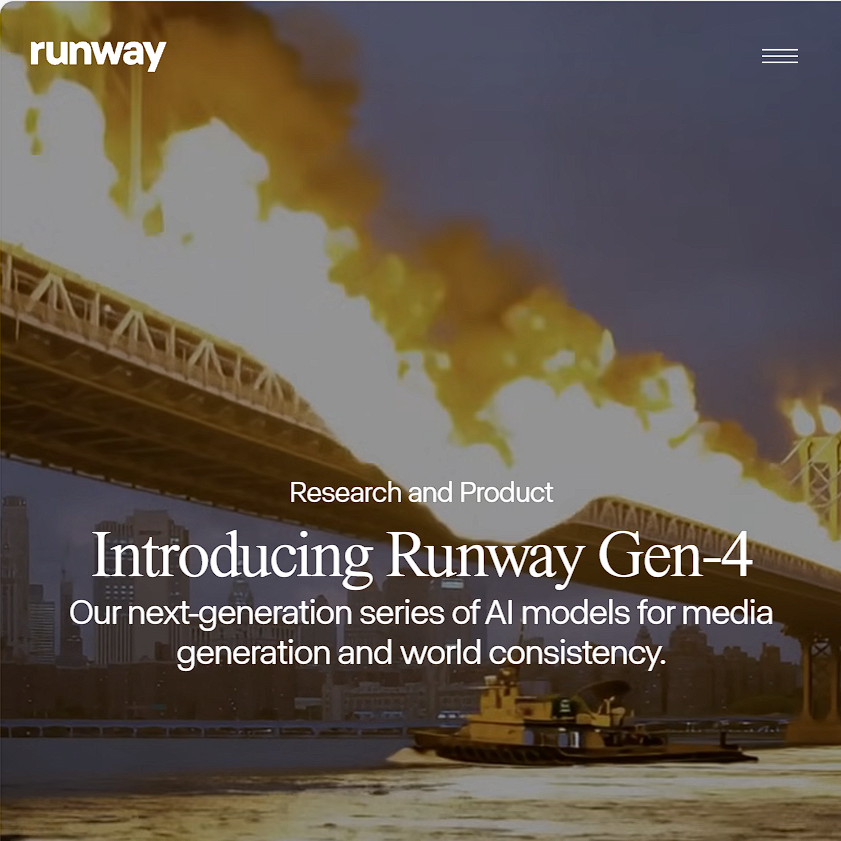 runway
Research and Product
Introducing Runway Gen-4
Our next-generation series of AI models for media
generation and world consistency.